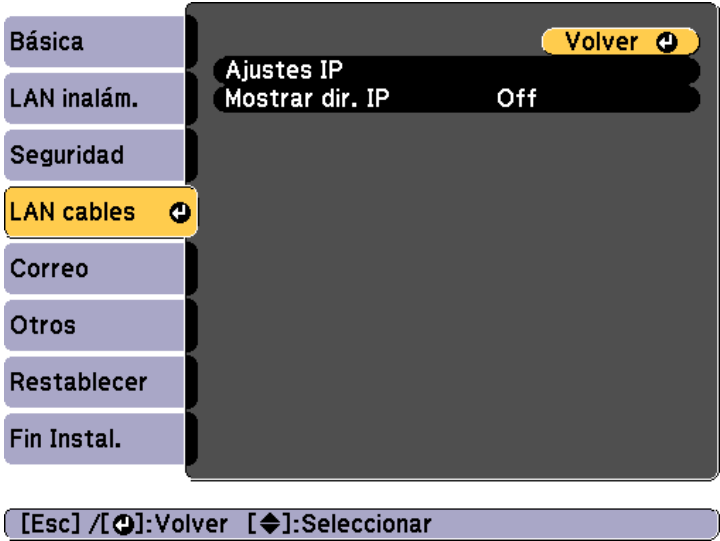 Básica
LAN inalám.
Seguridad
LAN cables
Correo
Otros
Restablecer
Fin Instal.
Volver
Ajustes IP
Mostrar dir. IP Off
[Esc] /[⏎]:Volver [◆]:Seleccionar